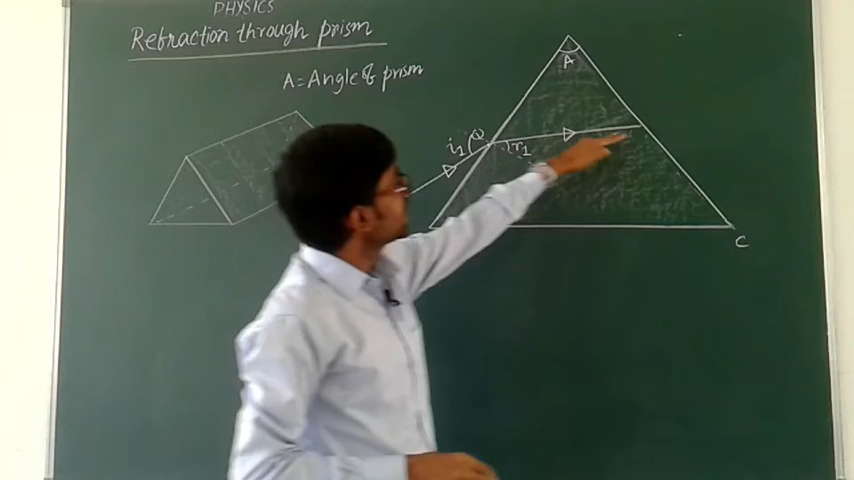 PHYSICS
Refraction through prism
A = Angle of prism
A
i1 Q
r1
C